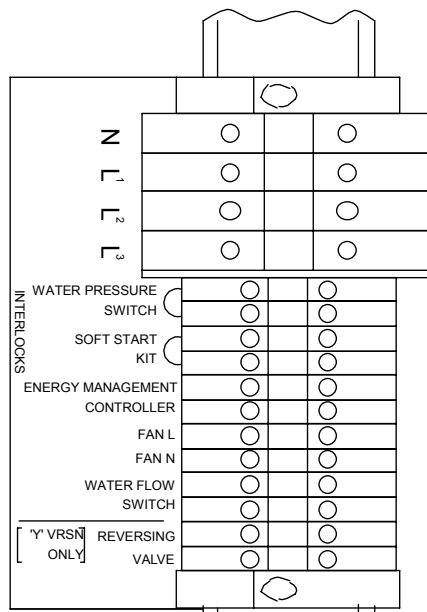 N
L1
L2
L3
INTERLOCKS
WATER PRESSURE
SWITCH
SOFT START
KIT
ENERGY MANAGEMENT
CONTROLLER
FAN L
FAN N
WATER FLOW
SWITCH
'Y' VRSN
ONLY
REVERSING
VALVE